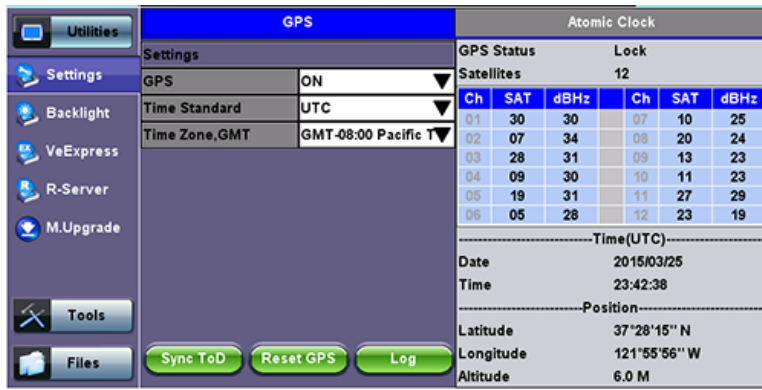 Utilities
Settings
Backlight
VeExpress
R-Server
M.Upgrade
Tools
Files
GPS
Atomic Clock
Settings
GPS ON
Time Standard UTC
Time Zone,GMT GMT-08:00 Pacific T
Sync ToD Reset GPS Log
GPS Status Lock
Satellites 12
Ch SAT dBHz Ch SAT dBHz
01 30 30 07 10 25
02 07 34 08 20 24
03 28 31 09 13 23
04 09 30 10 11 23
05 19 31 11 27 29
06 05 28 12 23 19
Time(UTC)
Date 2015/03/25
Time 23:42:38
Position
Latitude 37°28'15" N
Longitude 121°55'56" W
Altitude 6.0 M